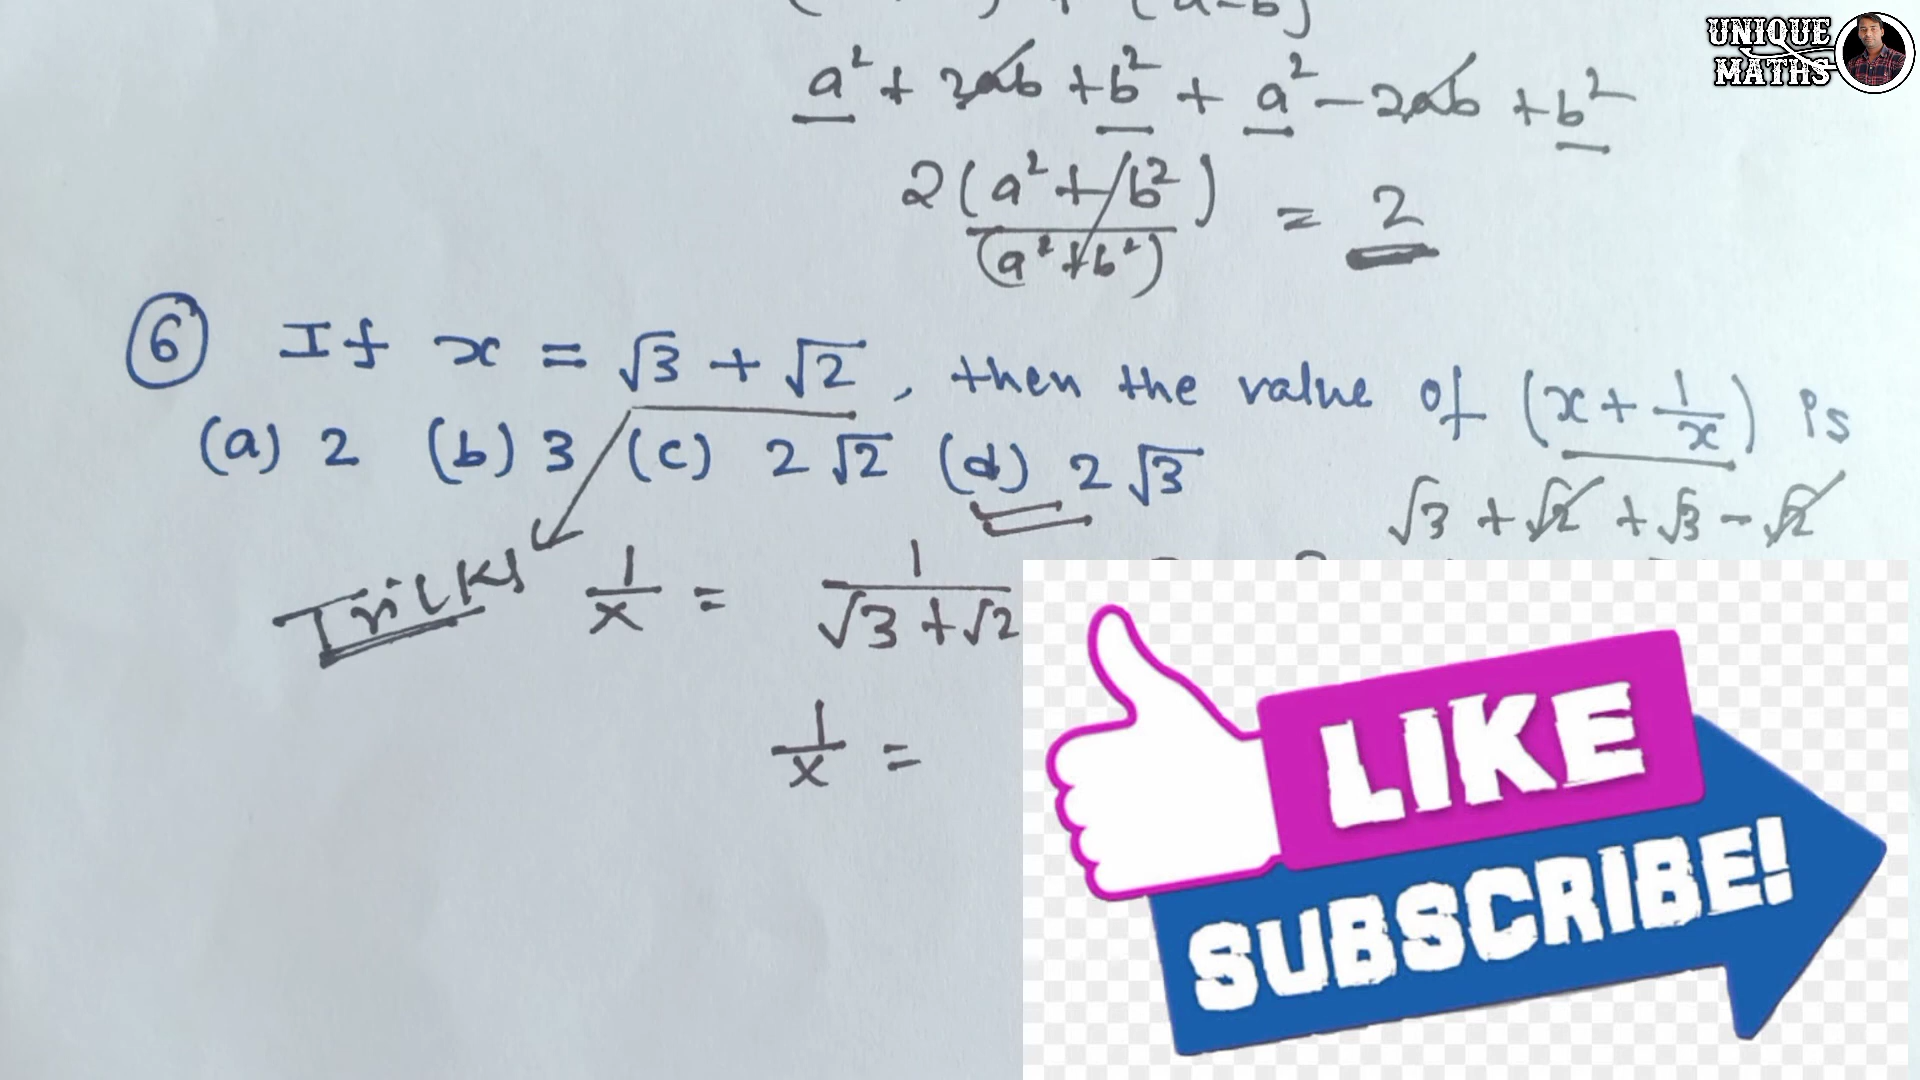 UNIQUE
MATHS
a² + 2ab + b² + a² - 2ab + b²
2(a² + b²) / (a² + b²) = 2
6 If x = √3 + √2, then the value of (x + 1/x) is
(a) 2 (b) 3 (c) 2√2 (d) 2√3
√3 + √2 + √3 - √2
Tricks 1/x = 1/√3+√2
1/x =
LIKE
SUBSCRIBE!